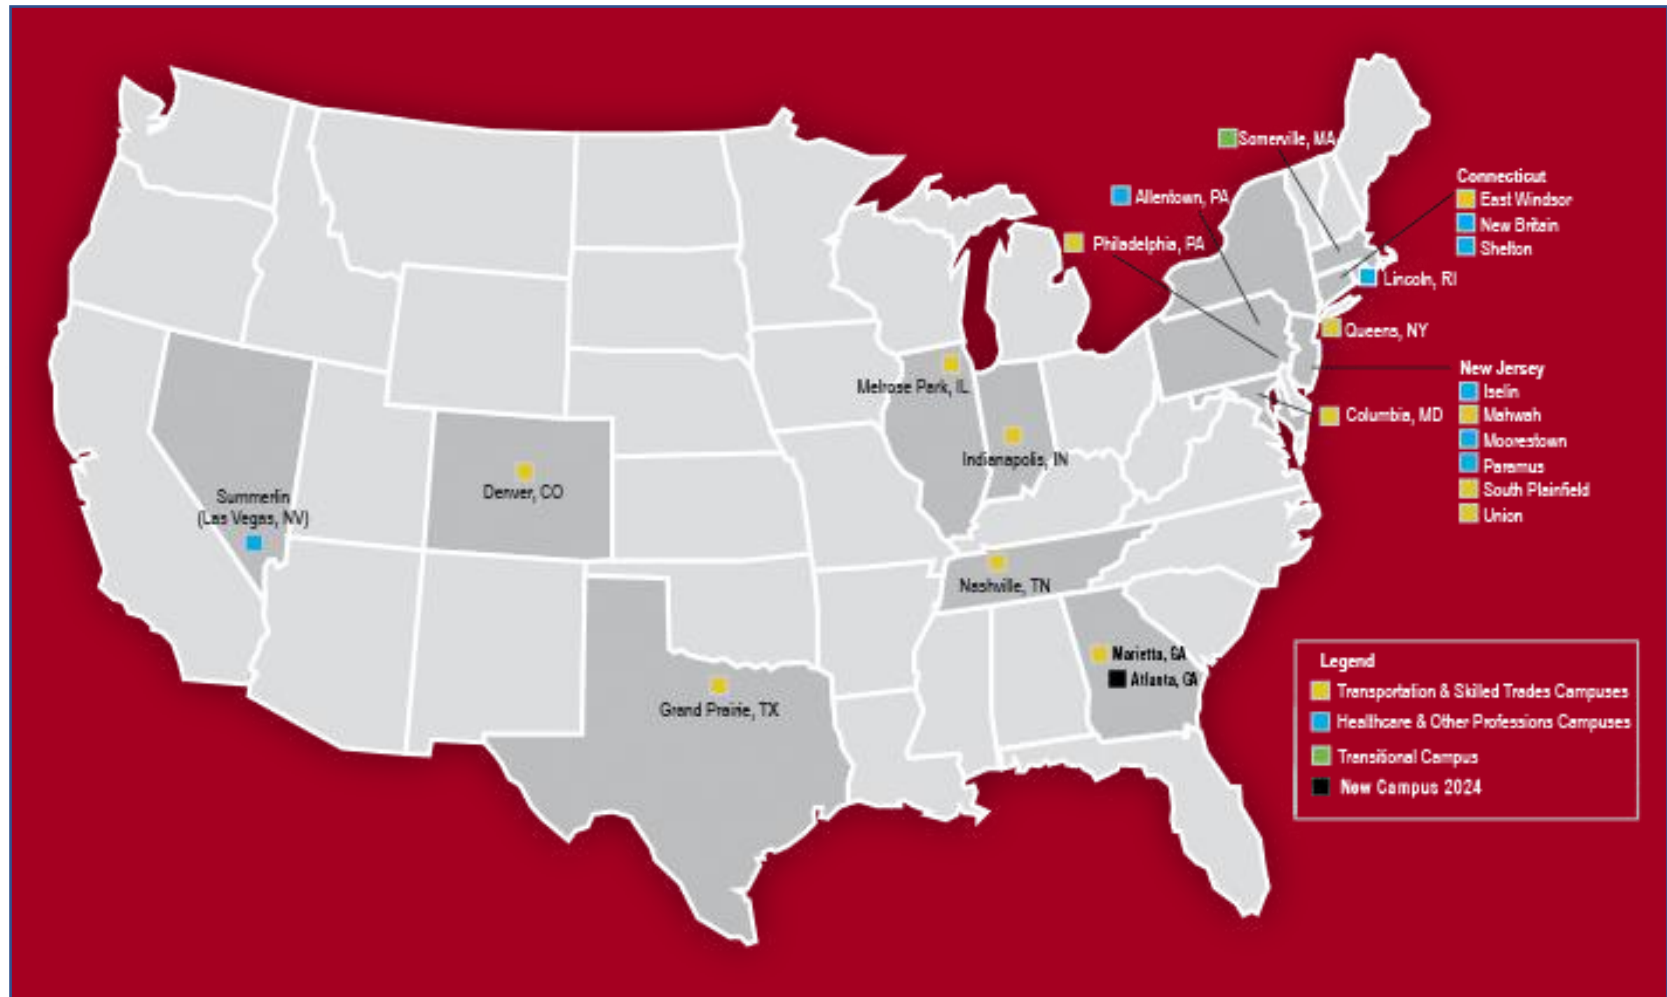 Somerville, MA
Allentown, PA
Philadelphia, PA
Connecticut
East Windsor
New Britain
Shelton
Lincoln, RI
Queens, NY
New Jersey
Iselin
Mahwah
Moorestown
Paramus
South Plainfield
Union
Columbia, MD
Melrose Park, IL
Indianapolis, IN
Denver, CO
Summerlin
(Las Vegas, NV)
Nashville, TN
Marietta, GA
Atlanta, GA
Grand Prairie, TX
Legend
Transportation & Skilled Trades Campuses
Healthcare & Other Professions Campuses
Transitional Campus
New Campus 2024